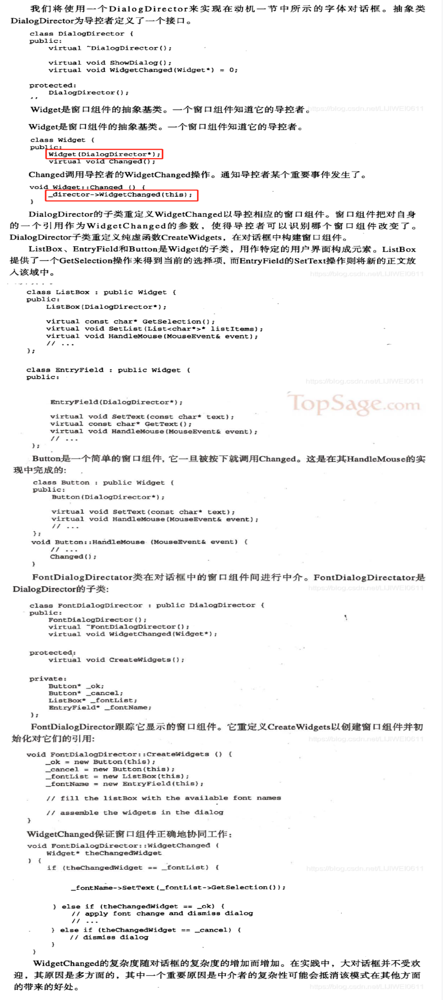 我们将使用一个DialogDirector来实现在动机一节中所示的字体对话框。抽象类
DialogDirector为导控者定义了一个接口。
class DialogDirector {
public:
virtual ~DialogDirector();
virtual void ShowDialog();
virtual void WidgetChanged(Widget*) = 0;
protected:
DialogDirector();
Widget是窗口组件的抽象基类。一个窗口组件知道它的导控者。
https://blog.csdn.net/LIJIWEI0611
Widget是窗口组件的抽象基类。一个窗口组件知道它的导控者。
class Widget {
public:
Widget(DialogDirector*);
virtual void Changed();
Changed调用导控者的WidgetChanged操作。通知导控者某个重要事件发生了。
void Widget::Changed () {
_director->WidgetChanged(this);
}
DialogDirector的子类重定义WidgetChanged以导控相应的窗口组件。窗口组件把对自身
的一个引用作为WidgetChanged的参数，使得导控者可以识别哪个窗口组件改变了。
DialogDirector子类重定义纯虚函数CreateWidgets，在对话框中构建窗口组件。
ListBox、EntryField和Button是Widget的子类，用作特定的用户界面构成元素。ListBox
提供了一个GetSelection操作来得到当前的选择项, 而EntryField的SetText操作则将新的正文放
入该域中。
https://blog.csdn.net/LIJIWEI0611
class ListBox : public Widget {
public:
ListBox(DialogDirector*);
virtual const char* GetSelection();
virtual void SetList(List<char*>* listItems);
virtual void HandleMouse(MouseEvent& event);
// ...
};
class EntryField : public Widget {
public:
https://blog.csdn.net/LIJIWEI0611
TopSage.com
EntryField(DialogDirector*);
virtual void SetText(const char* text);
virtual const char* GetText();
virtual void HandleMouse(MouseEvent& event);
// ...
};
Button是一个简单的窗口组件, 它一旦被按下就调用Changed。这是在其HandleMouse的实
现中完成的:
class Button : public Widget {
public:
Button(DialogDirector*);
virtual void SetText(const char* text);
virtual void HandleMouse(MouseEvent& event);
// ...
};
void Button::HandleMouse (MouseEvent& event) {
// ...
Changed();
}
FontDialogDirectator类在对话框中的窗口组件间进行中介。FontDialogDirectator是
DialogDirector的子类:
https://blog.csdn.net/LIJIWEI0611
class FontDialogDirector : public DialogDirector {
public:
FontDialogDirector();
virtual ~FontDialogDirector();
virtual void WidgetChanged(Widget*);
protected:
virtual void CreateWidgets();
private:
Button* _ok;
Button* _cancel;
ListBox* _fontList;
EntryField* _fontName;
};
FontDialogDirector跟踪它显示的窗口组件。它重定义CreateWidgets以创建窗口组件并初
始化对它们的引用:
https://blog.csdn.net/LIJIWEI0611
void FontDialogDirector::CreateWidgets () {
_ok = new Button(this);
_cancel = new Button(this);
_fontList = new ListBox(this);
_fontName = new EntryField(this);
// fill the listBox with the available font names
// assemble the widgets in the dialog
}
WidgetChanged保证窗口组件正确地协同工作：
void FontDialogDirector::WidgetChanged (
Widget* theChangedWidget
) {
if (theChangedWidget == _fontList) {
https://blog.csdn.net/LIJIWEI0611
_fontName->SetText(_fontList->GetSelection());
} else if (theChangedWidget == _ok) {
// apply font change and dismiss dialog
// ...
} else if (theChangedWidget == _cancel) {
// dismiss dialog
}
}
WidgetChanged的复杂度随对话框的复杂度的增加而增加。在实践中，大对话框并不受欢
迎，其原因是多方面的，其中一个重要原因是中介者的复杂性可能会抵消该模式在其他方面
的带来的好处。
https://blog.csdn.net/LIJIWEI0611